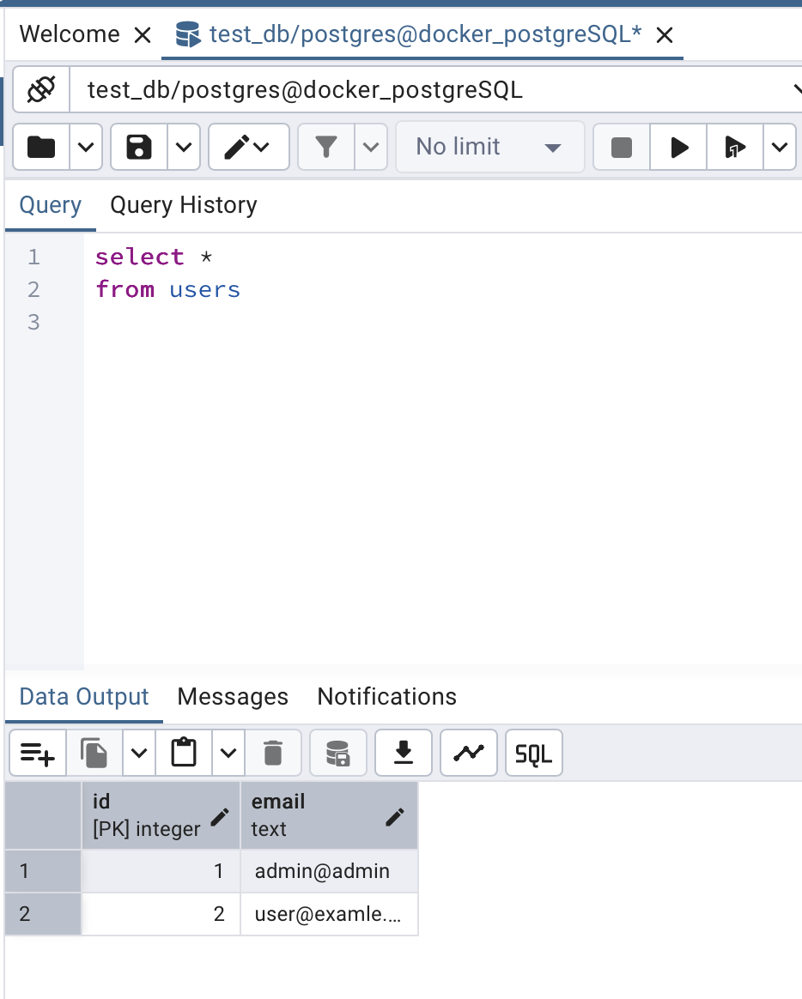 Welcome
test_db/postgres@docker_postgreSQL*
test_db/postgres@docker_postgreSQL
No limit
Query Query History
1 select *
2 from users
3
Data Output Messages Notifications
SQL
id email
[PK] integer text
1 1 admin@admin
2 2 user@examle.…